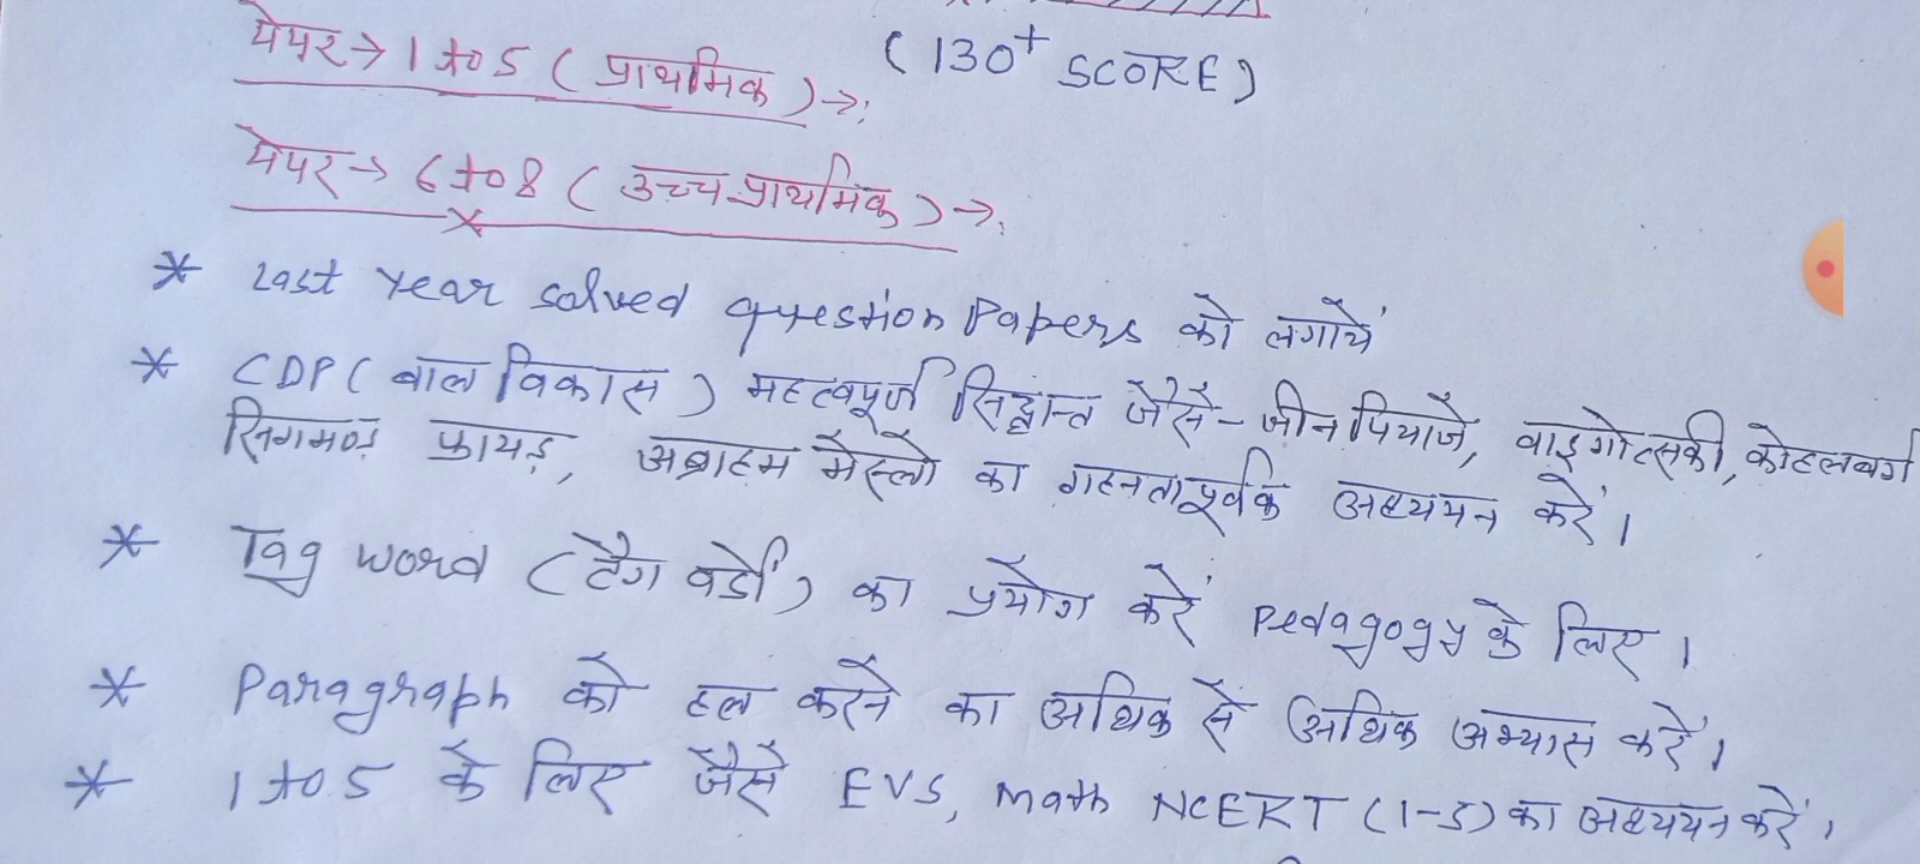 पेपर → 1 to 5 ( प्राथमिक ) →:
(130+ SCORE)
पेपर → 6 to 8 ( उच्च प्राथमिक ) →:
* Last Year solved question Papers को लगायें
* CDP ( बाल विकास ) महत्वपूर्ण सिद्धान्त जैसे - जीन पियाजे, वाइगोत्सकी, कोहलबर्ग
सिगमण्ड फ्रायड, अब्राहम मैस्लो का गहनतापूर्वक अध्ययन करें ।
* Tag word ( टैग वर्डों ) का प्रयोग करें Pedagogy के लिए ।
* Paragraph को हल करने का अधिक से अधिक अभ्यास करें ।
* 1 to 5 के लिए जैसे EVS, Math NCERT (1-5) का अध्ययन करें ।